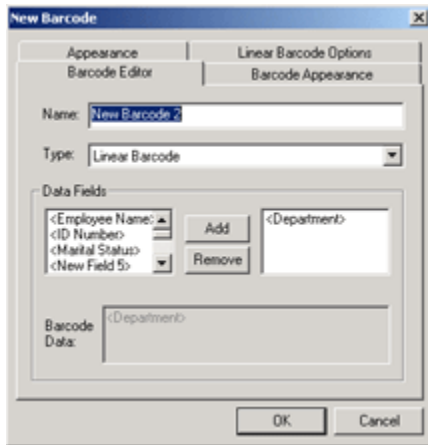 New Barcode
Appearance
Linear Barcode Options
Barcode Editor
Barcode Appearance
Name: New Barcode 2
Type: Linear Barcode
Data Fields
<Employee Name:
<ID Number>
<Marital Status>
<New Field 5>
Add
Remove
<Department>
Barcode
Data:
<Department>
OK
Cancel